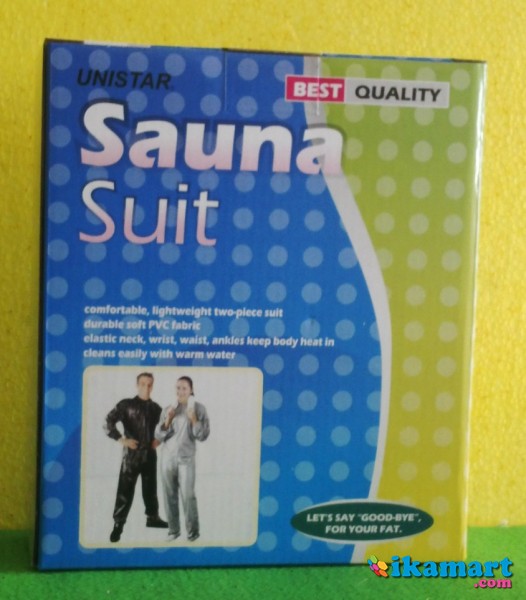 UNISTAR
BEST QUALITY
Sauna
Suit
comfortable, lightweight two-piece suit
durable soft PVC fabric
elastic neck, wrist, waist, ankles keep body heat in
cleans easily with warm water
LET'S SAY "GOOD-BYE",
FOR YOUR FAT.
ikamart
.com